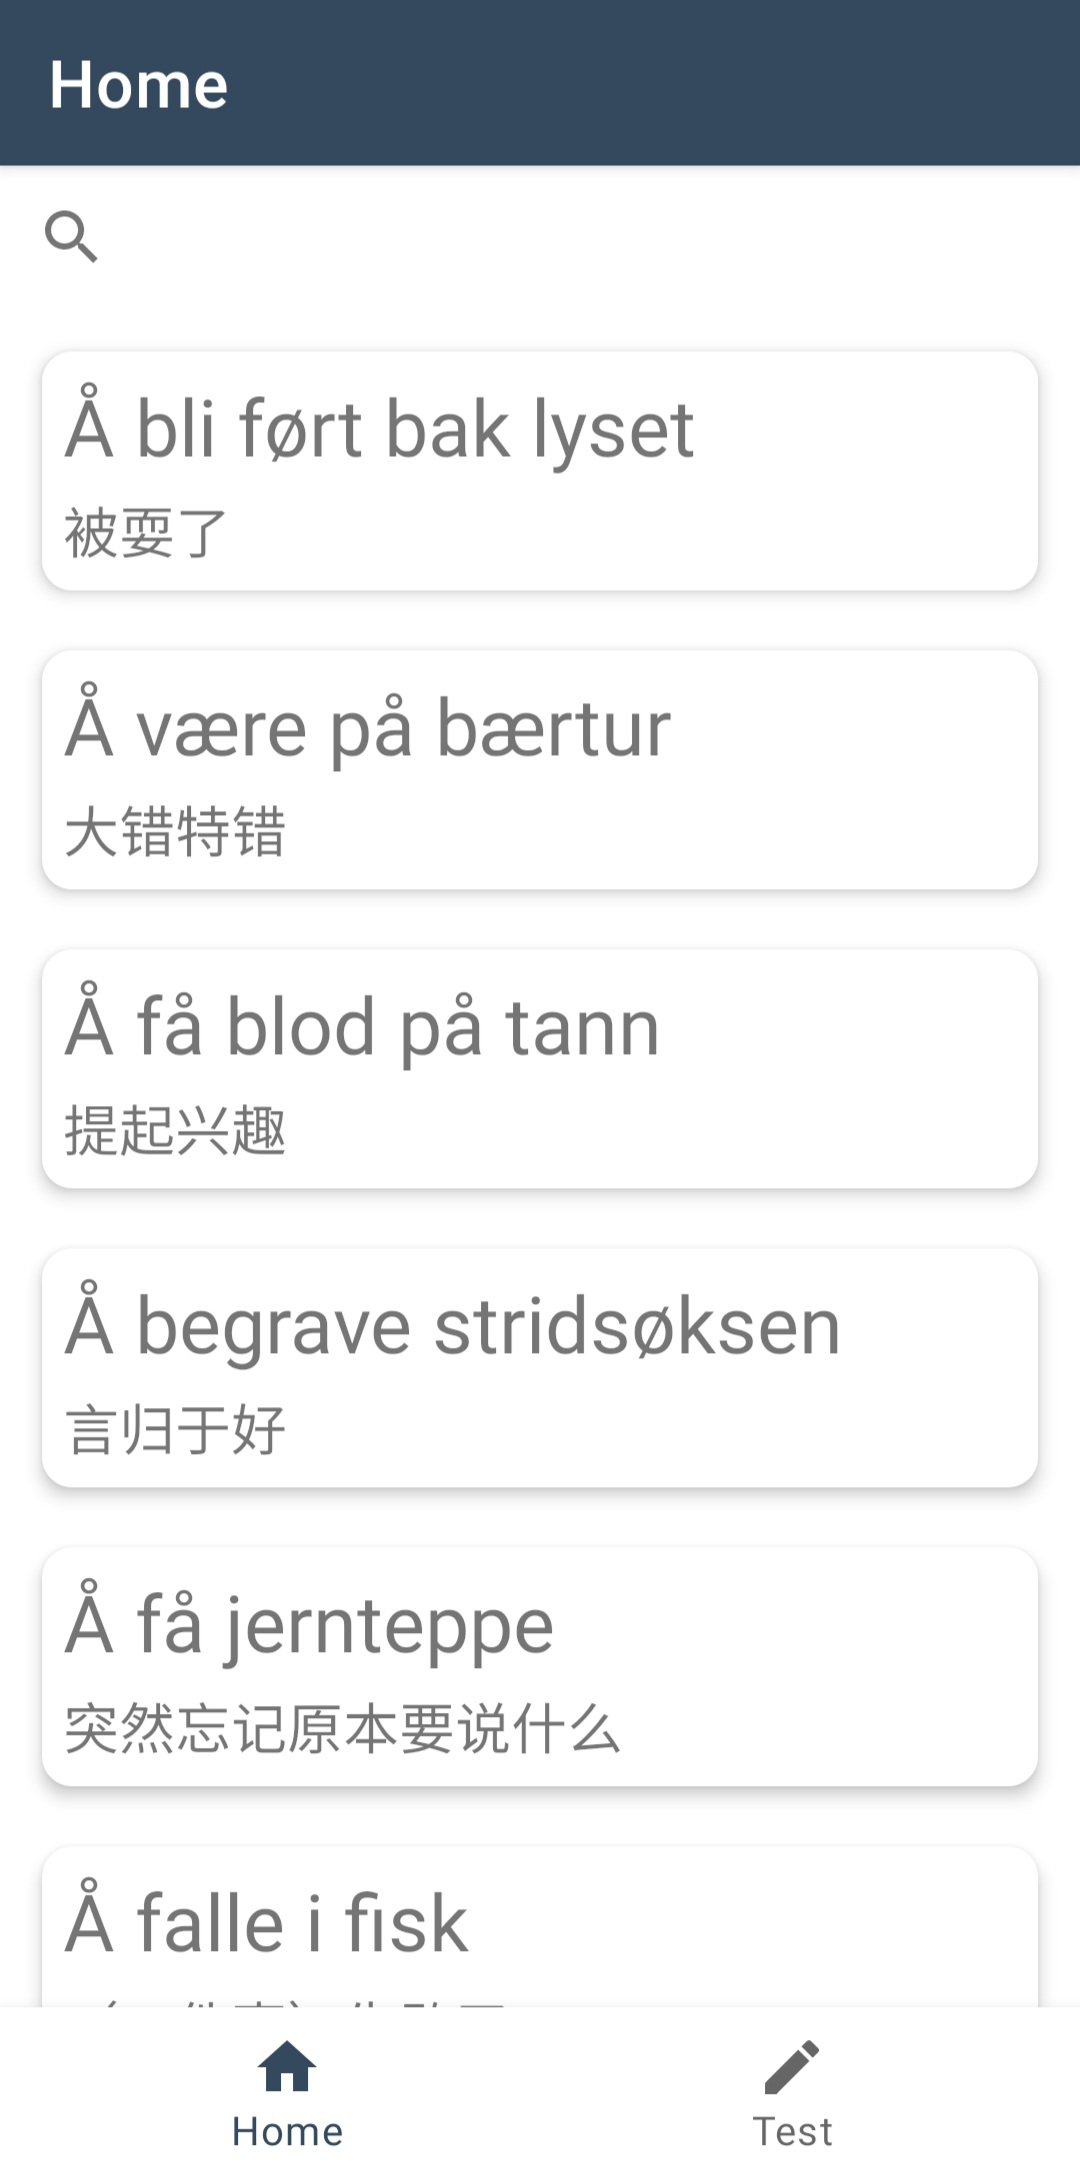 Home
Å bli ført bak lyset
被耍了
Å være på bærtur
大错特错
Å få blod på tann
提起兴趣
Å begrave stridsøksen
言归于好
Å få jernteppe
突然忘记原本要说什么
Å falle i fisk
Home
Test